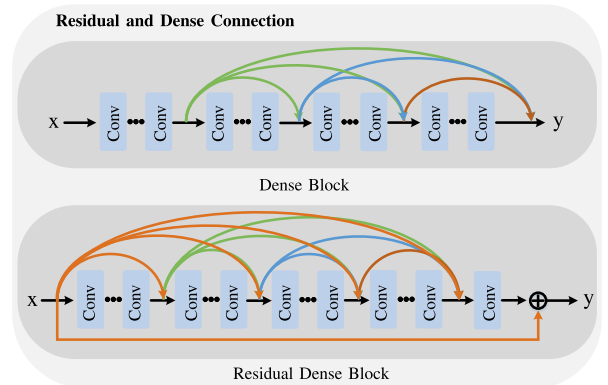 Residual and Dense Connection
x Conv Conv Conv Conv Conv Conv Conv Conv y
Dense Block
x Conv Conv Conv Conv Conv Conv Conv Conv Conv y
Residual Dense Block